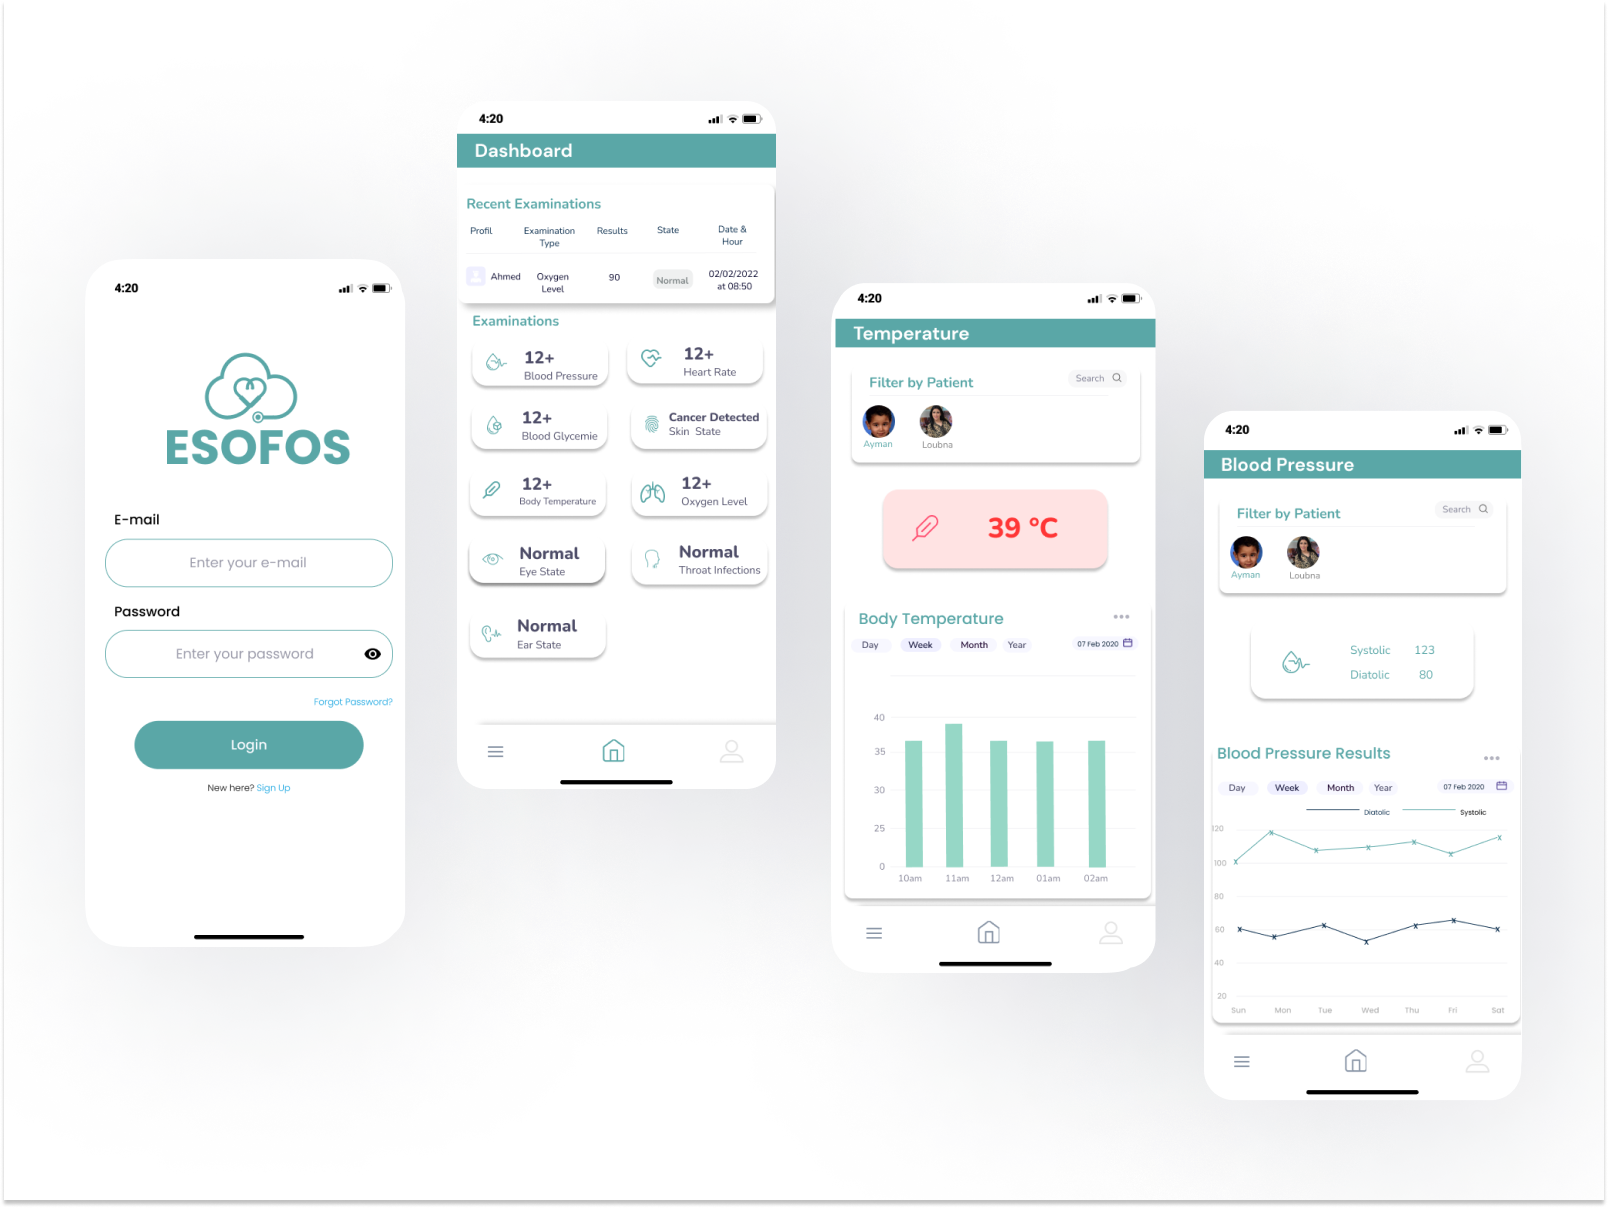 4:20
ESOFOS
E-mail
Enter your e-mail
Password
Enter your password
Forgot Password?
Login
New here? Sign Up
4:20
Dashboard
Recent Examinations
Profil
Examination
Type
Results
State
Date &
Hour
Ahmed
Oxygen
Level
90
Normal
02/02/2022
at 08:50
Examinations
12+
Blood Pressure
12+
Heart Rate
12+
Blood Glycemie
Cancer Detected
Skin State
12+
Body Temperature
12+
Oxygen Level
Normal
Eye State
Normal
Throat Infections
Normal
Ear State
4:20
Temperature
Filter by Patient
Search
Ayman
Loubna
39 °C
Body Temperature
Day
Week
Month
Year
07 Feb 2020
40
35
30
25
0
10am
11am
12am
01am
02am
4:20
Blood Pressure
Filter by Patient
Search
Ayman
Loubna
Systolic 123
Diatolic 80
Blood Pressure Results
Day
Week
Month
Year
07 Feb 2020
Diatolic
Systolic
120
100
80
60
40
20
Sun
Mon
Tue
Wed
Thu
Fri
Sat